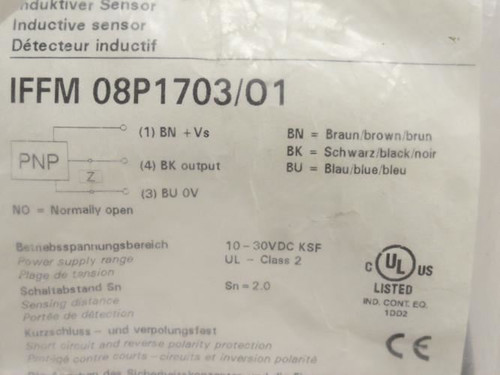 Induktiver Sensor
Inductive sensor
Détecteur inductif
IFFM 08P1703/O1
PNP
Z
(1) BN +Vs
(4) BK output
(3) BU 0V
BN = Braun/brown/brun
BK = Schwarz/black/noir
BU = Blau/blue/bleu
NO = Normally open
Betriebsspannungsbereich 10-30VDC KSF
Power supply range UL - Class 2
Plage de tension
Schaltabstand Sn Sn=2.0
Sensing distance
Portée de détection
C UL US
LISTED
IND. CONT. EQ.
1002
Kurzschluss - und verpolungsfest
Short circuit and reverse polarity protection
Protégé contre courts-circuits et inversion polarité
CE